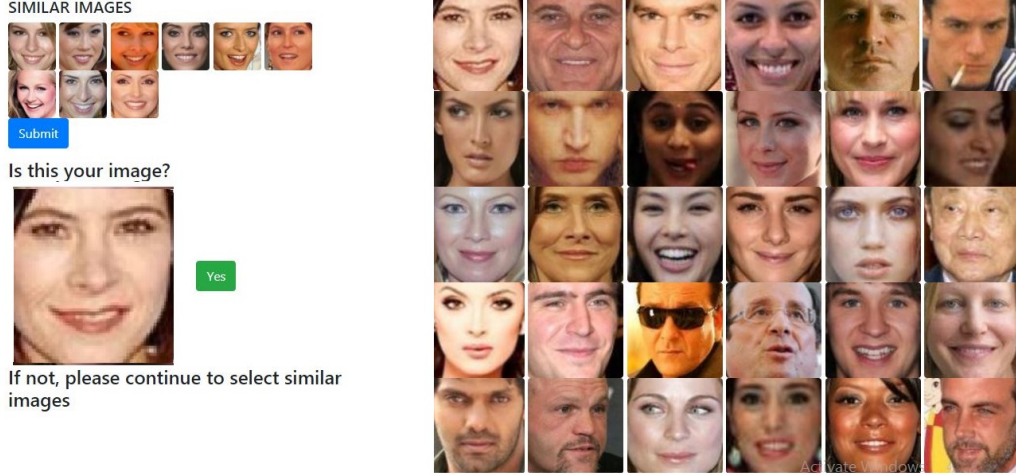 SIMILAR IMAGES
Submit
Is this your image?
Yes
If not, please continue to select similar
images
Activate Windows